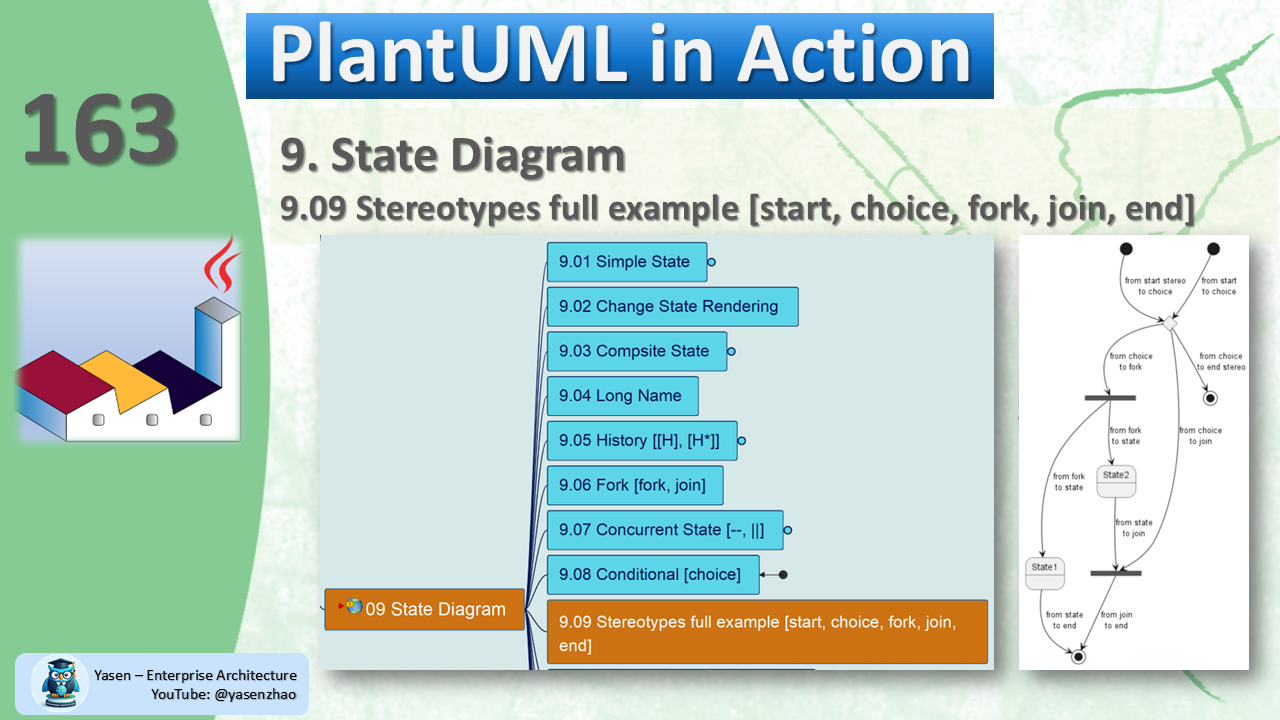 PlantUML in Action
163
9. State Diagram
9.09 Stereotypes full example [start, choice, fork, join, end]
9.01 Simple State
9.02 Change State Rendering
9.03 Compsite State
9.04 Long Name
9.05 History [[H], [H*]]
9.06 Fork [fork, join]
9.07 Concurrent State [--, ||]
9.08 Conditional [choice]
09 State Diagram
9.09 Stereotypes full example [start, choice, fork, join,
end]
from start stereo
to choice
from start
to choice
from choice
to fork
from choice
to end stereo
from fork
to state
from choice
to join
from fork
to state
State2
from state
to join
State1
from state
to end
from join
to end
Yasen – Enterprise Architecture
YouTube: @yasenzhao